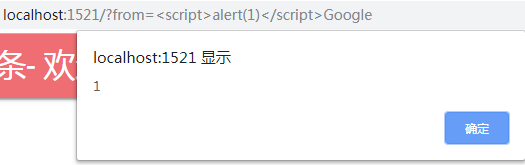 localhost:1521/?from=<script>alert(1)</script>Google
条- 欢
localhost:1521 显示
1
确定